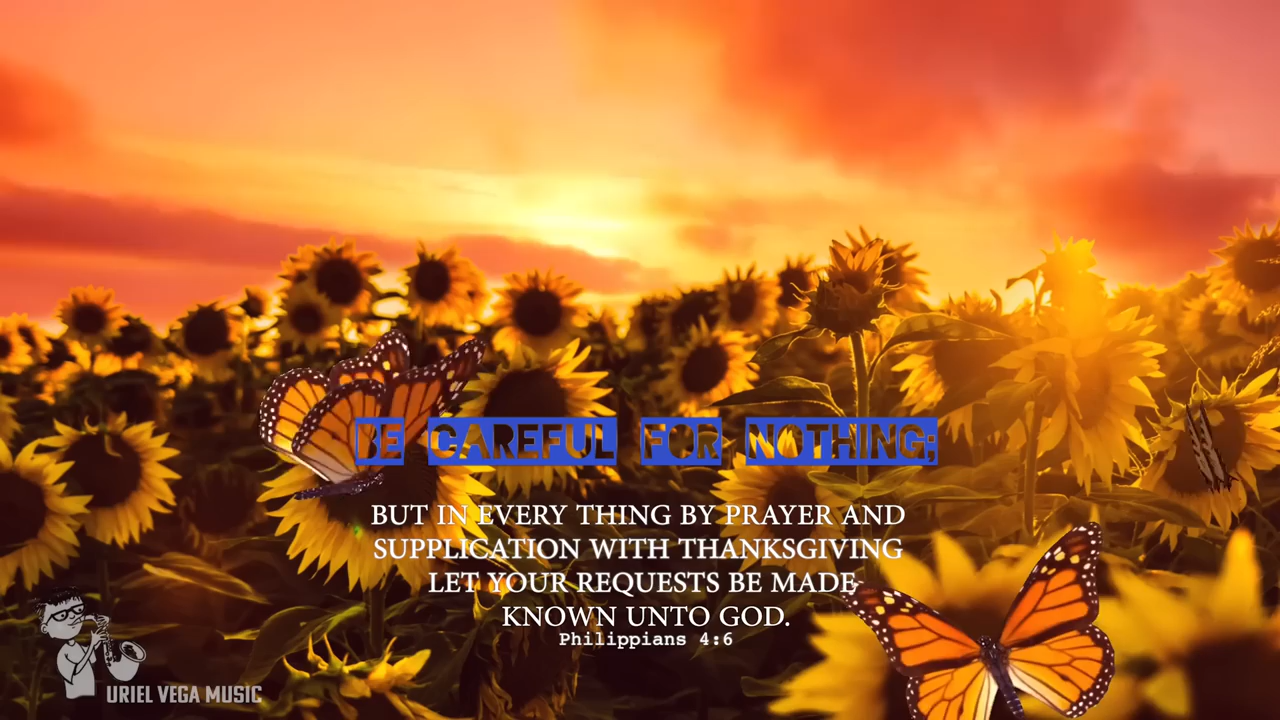 BE CAREFUL FOR NOTHING;
BUT IN EVERY THING BY PRAYER AND
SUPPLICATION WITH THANKSGIVING
LET YOUR REQUESTS BE MADE
KNOWN UNTO GOD.
Philippians 4:6
URIEL VEGA MUSIC